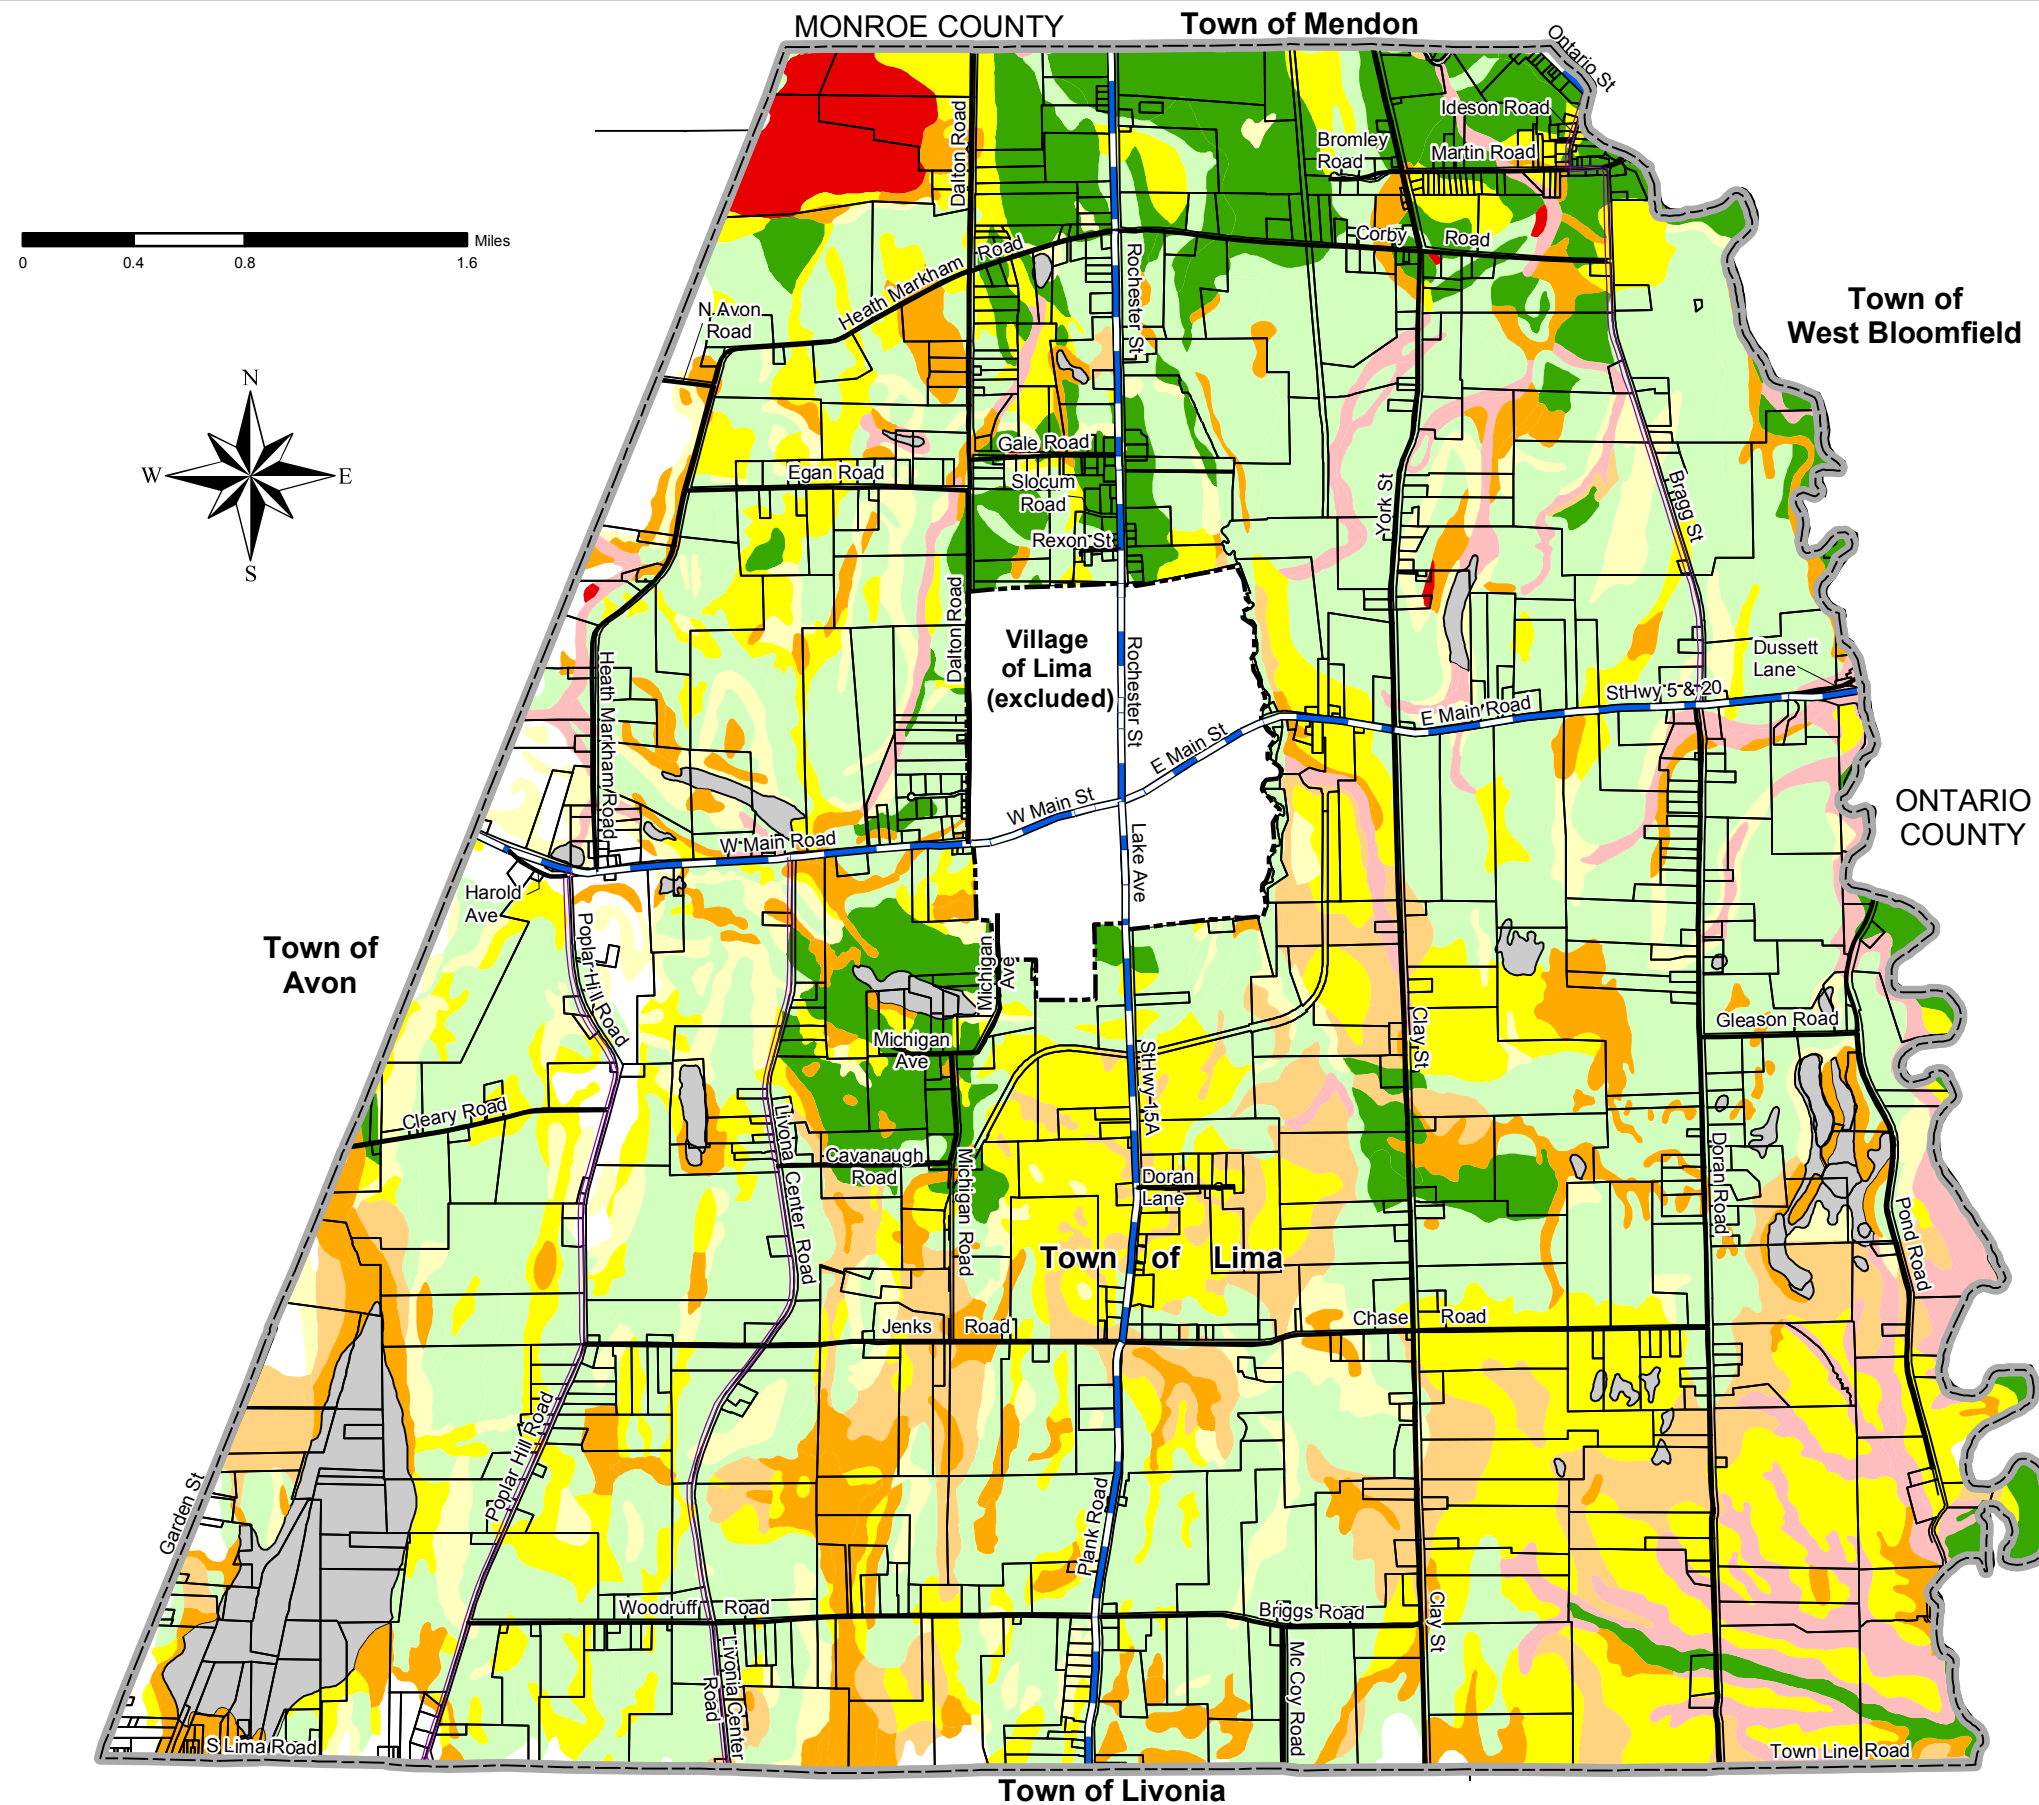 MONROE COUNTY
Town of Mendon
Ontario St
Ideson Road
Dalton Road
Bromley
Road
Martin Road
Miles
0
0.4
0.8
1.6
Corby Road
Heath Markham Road
Rochester St
N Avon
Road
Town of
West Bloomfield
N
W
E
S
Gale Road
Egan Road
Slocum
Road
York St
Bragg St
Rexon St
Dalton Road
Village
of Lima
(excluded)
Rochester St
Dussett
Lane
StHwy 5 & 20
Heath Markham Road
E Main Road
E Main St
W Main St
W Main Road
ONTARIO
COUNTY
Lake Ave
Harold
Ave
Poplar Hill Road
Town of
Avon
Michigan
Ave
Michigan
Ave
StHwy 15A
Clay St
Gleason Road
Cleary Road
Livonia Center Road
Cavanaugh
Road
Michigan Road
Doran
Lane
Doran Road
Pond Road
Town of Lima
Jenks Road
Chase Road
Poplar Hill Road
Garden St
Plank Road
Woodruff Road
Briggs Road
Clay St
Livonia Center
Road
Mc Coy Road
S Lima Road
Town Line Road
Town of Livonia